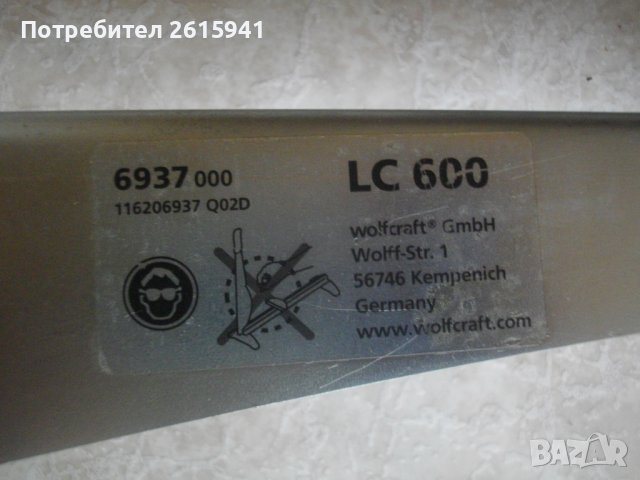 Потребител 2615941
6937 000
116206937 Q02D
LC 600
wolfcraft® GmbH
Wolff-Str. 1
56746 Kempenich
Germany
www.wolfcraft.com
BAZAR